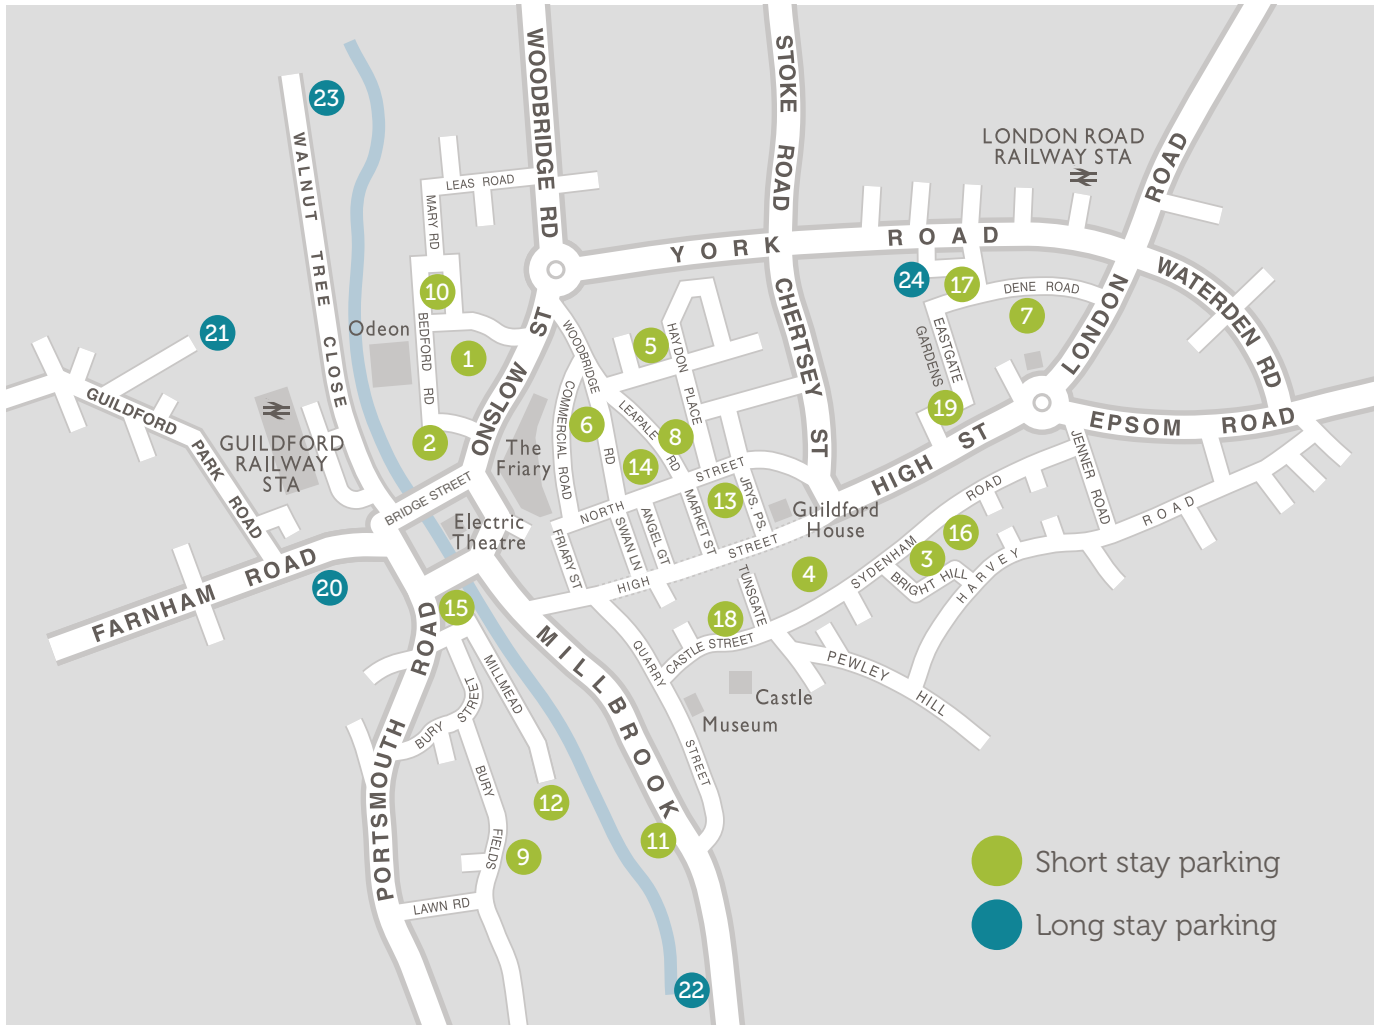 WOODBRIDGE RD
STOKE ROAD
LONDON ROAD
RAILWAY STA
ROAD
23
WALNUT TREE CLOSE
LEAS ROAD
MARY RD
YORK ROAD
WATERDEN RD
LONDON
24
17
DENE ROAD
7
10
BEDFORD RD
Odeon
21
1
ONSLOW ST
WOODBRIDGE RD
5
HAYDON PLACE
CHERTSEY ST
EASTGATE
GARDENS
19
GUILDFORD PARK ROAD
GUILDFORD
RAILWAY
STA
2
The
Friary
COMMERCIAL ROAD
6
LEAPALE RD
8
14
EPSOM ROAD
HIGH ST
JENNER ROAD
BRIDGE STREET
Electric
Theatre
NORTH STREET
13
JRYS. PS.
Guildford
House
FRIARY ST
SWAN LN
ANGEL GT
MARKET ST
HIGH STREET
TUNSGATE
4
SYDENHAM ROAD
16
3
BRIGHT HILL
HARVEY ROAD
FARNHAM ROAD
20
15
18
CASTLE STREET
QUARRY STREET
PEWLEY HILL
Castle
Museum
MILLBROOK
MILLMEAD
PORTSMOUTH ROAD
BURY STREET
BURY FIELDS
12
11
9
LAWN RD
22
Short stay parking
Long stay parking